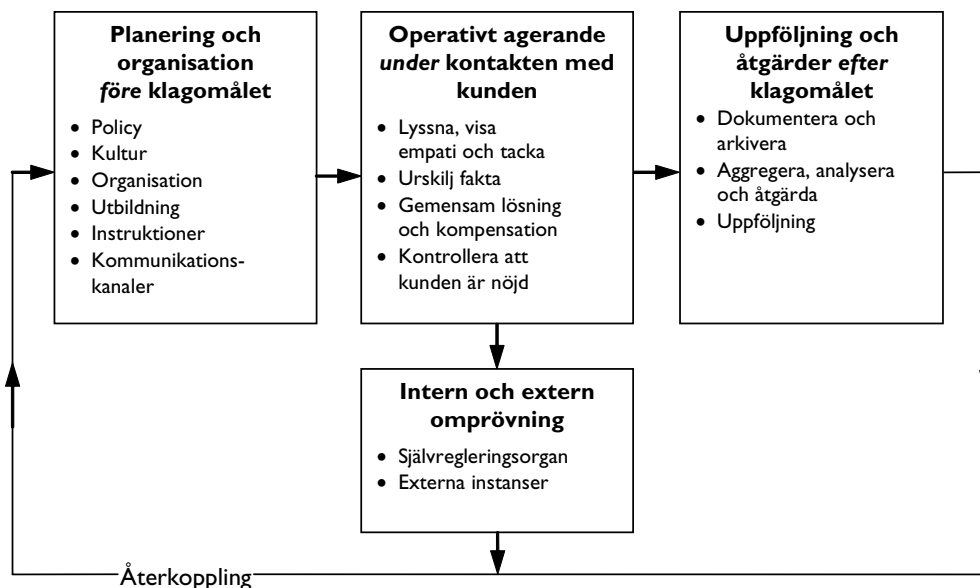 Planering och
organisation
före klagomålet
• Policy
• Kultur
• Organisation
• Utbildning
• Instruktioner
• Kommunikations-
kanaler
Operativt agerande
under kontakten med
kunden
• Lyssna, visa
empati och tacka
• Urskilj fakta
• Gemensam lösning
och kompensation
• Kontrollera att
kunden är nöjd
Uppföljning och
åtgärder efter
klagomålet
• Dokumentera och
arkivera
• Aggregera, analysera
och åtgärda
• Uppföljning
Intern och extern
omprövning
• Självregleringsorgan
• Externa instanser
Återkoppling